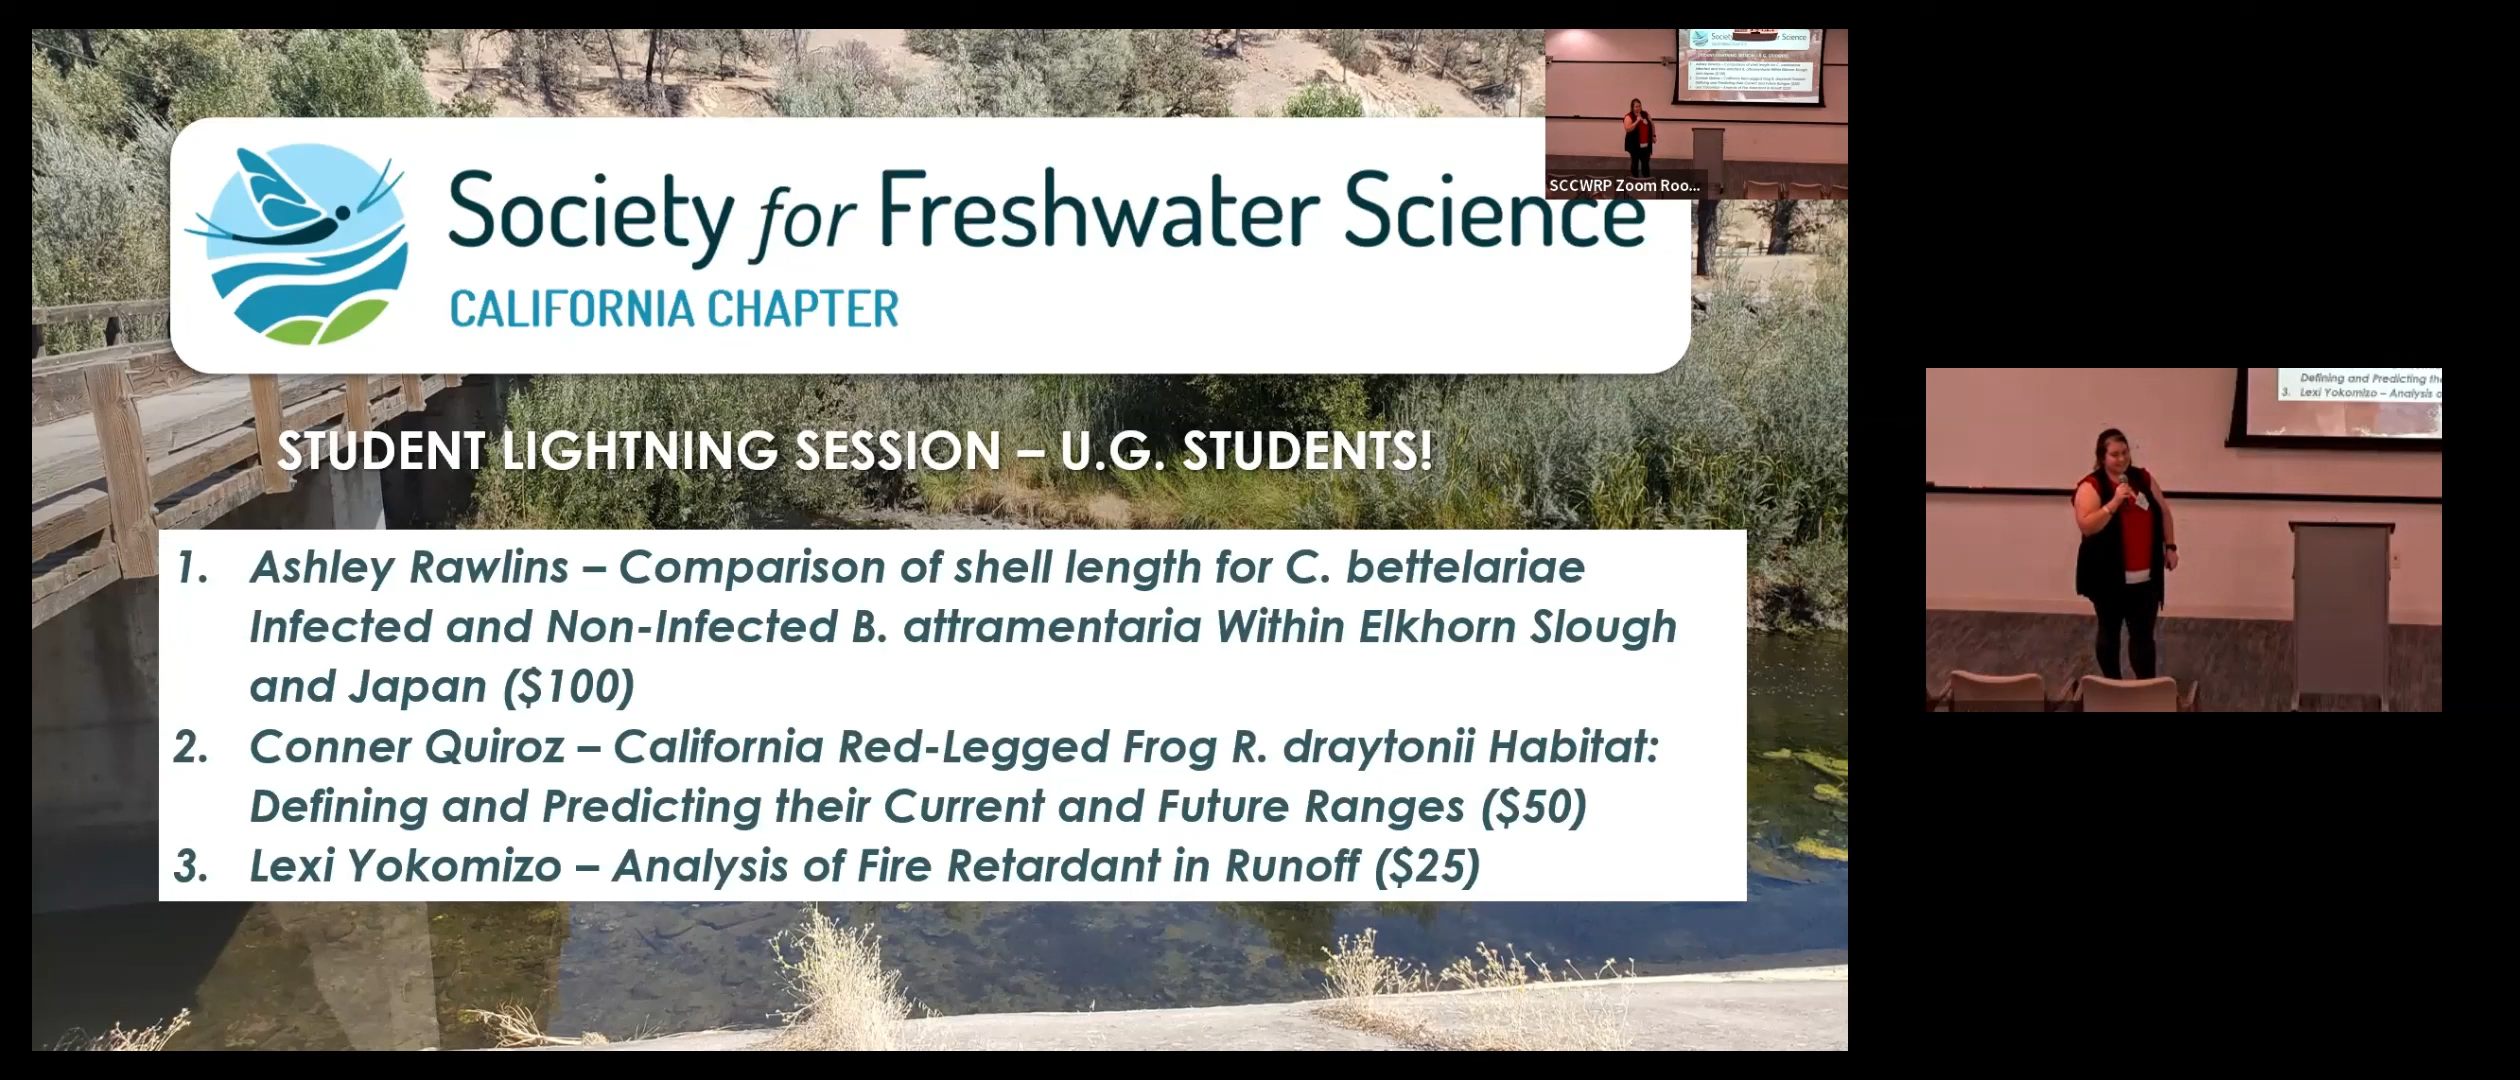 Society for Freshwater Science
CALIFORNIA CHAPTER
SCCWRP Zoom Roo...
STUDENT LIGHTNING SESSION – U.G. STUDENTS!
1. Ashley Rawlins – Comparison of shell length for C. bettelariae
Infected and Non-Infected B. attramentaria Within Elkhorn Slough
and Japan ($100)
2. Conner Quiroz – California Red-Legged Frog R. draytonii Habitat:
Defining and Predicting their Current and Future Ranges ($50)
3. Lexi Yokomizo – Analysis of Fire Retardant in Runoff ($25)
Defining and Predicting th
3. Lexi Yokomizo – Analysis o